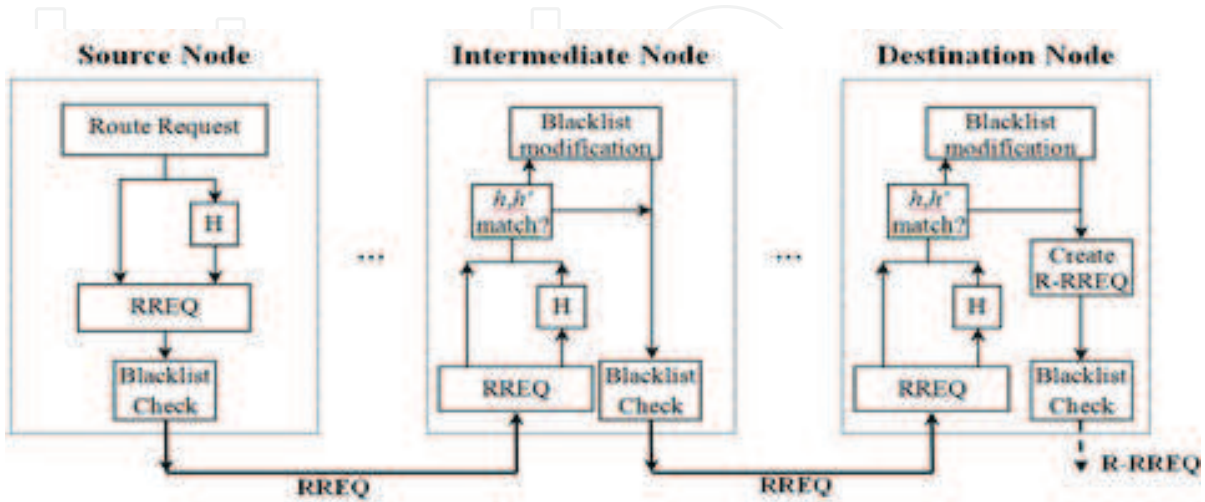 Source Node
Route Request
H
RREQ
Blacklist
Check
RREQ
...
Intermediate Node
Blacklist
modification
h,h'
match?
H
RREQ
Blacklist
Check
RREQ
...
Destination Node
Blacklist
modification
h,h'
match?
Create
R-RREQ
H
RREQ
Blacklist
Check
R-RREQ